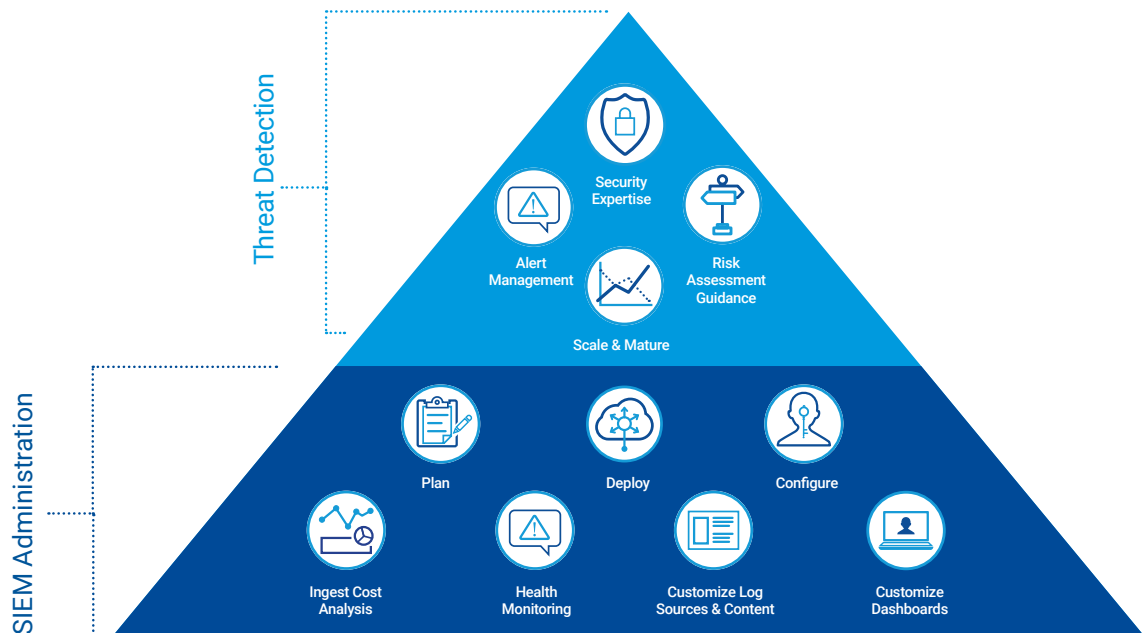 Threat Detection
Security
Expertise
Alert
Management
Risk
Assessment
Guidance
Scale & Mature
SIEM Administration
Plan
Deploy
Configure
Ingest Cost
Analysis
Health
Monitoring
Customize Log
Sources & Content
Customize
Dashboards